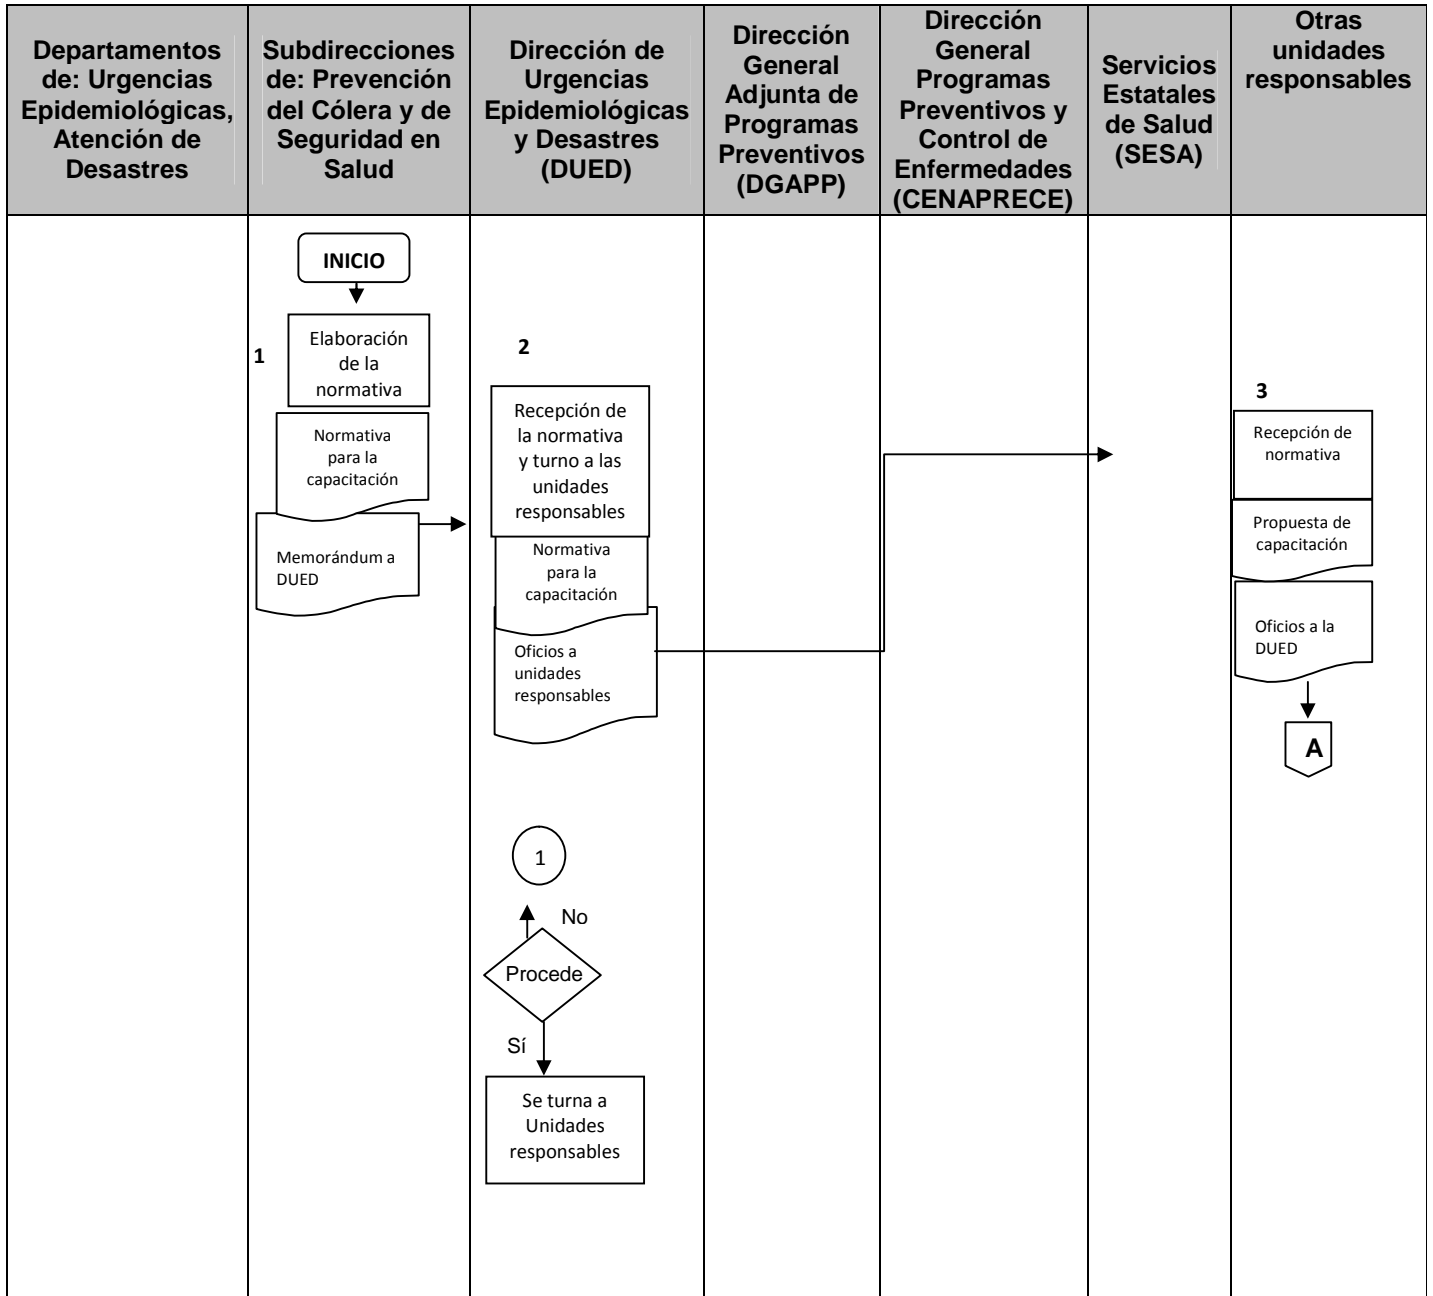 Departamentos
de: Urgencias
Epidemiológicas,
Atención de
Desastres
Subdirecciones
de: Prevención
del Cólera y de
Seguridad en
Salud
Dirección de
Urgencias
Epidemiológicas
y Desastres
(DUED)
Dirección
General
Adjunta de
Programas
Preventivos
(DGAPP)
Dirección
General
Programas
Preventivos y
Control de
Enfermedades
(CENAPRECE)
Servicios
Estatales
de Salud
(SESA)
Otras
unidades
responsables
INICIO
1
Elaboración
de la
normativa
Normativa
para la
capacitación
Memorándum a
DUED
2
Recepción de
la normativa
y turno a las
unidades
responsables
Normativa
para la
capacitación
Oficios a
unidades
responsables
1
No
Procede
Sí
Se turna a
Unidades
responsables
3
Recepción de
normativa
Propuesta de
capacitación
Oficios a la
DUED
A